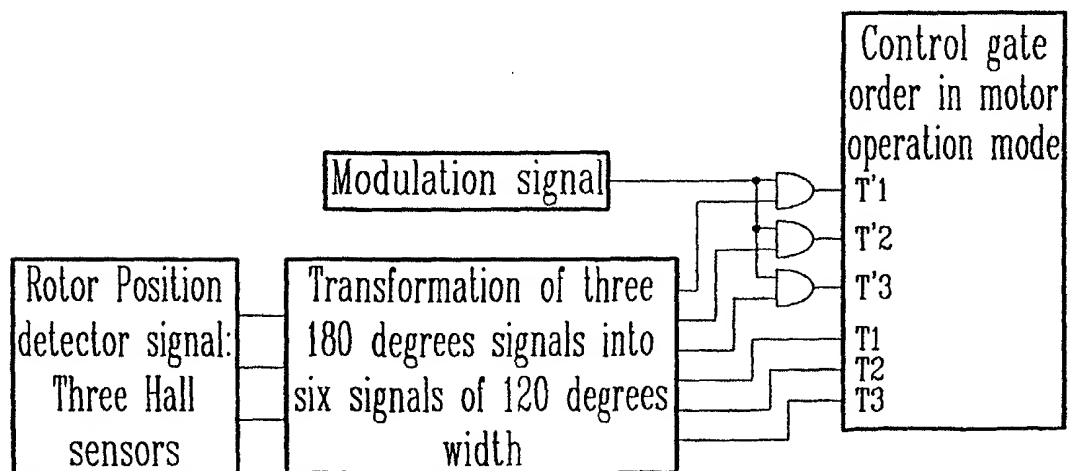 Control gate
order in motor
operation mode
Modulation signal
T'1
T'2
T'3
T1
T2
T3
Rotor Position
detector signal:
Three Hall
sensors
Transformation of three
180 degrees signals into
six signals of 120 degrees
width